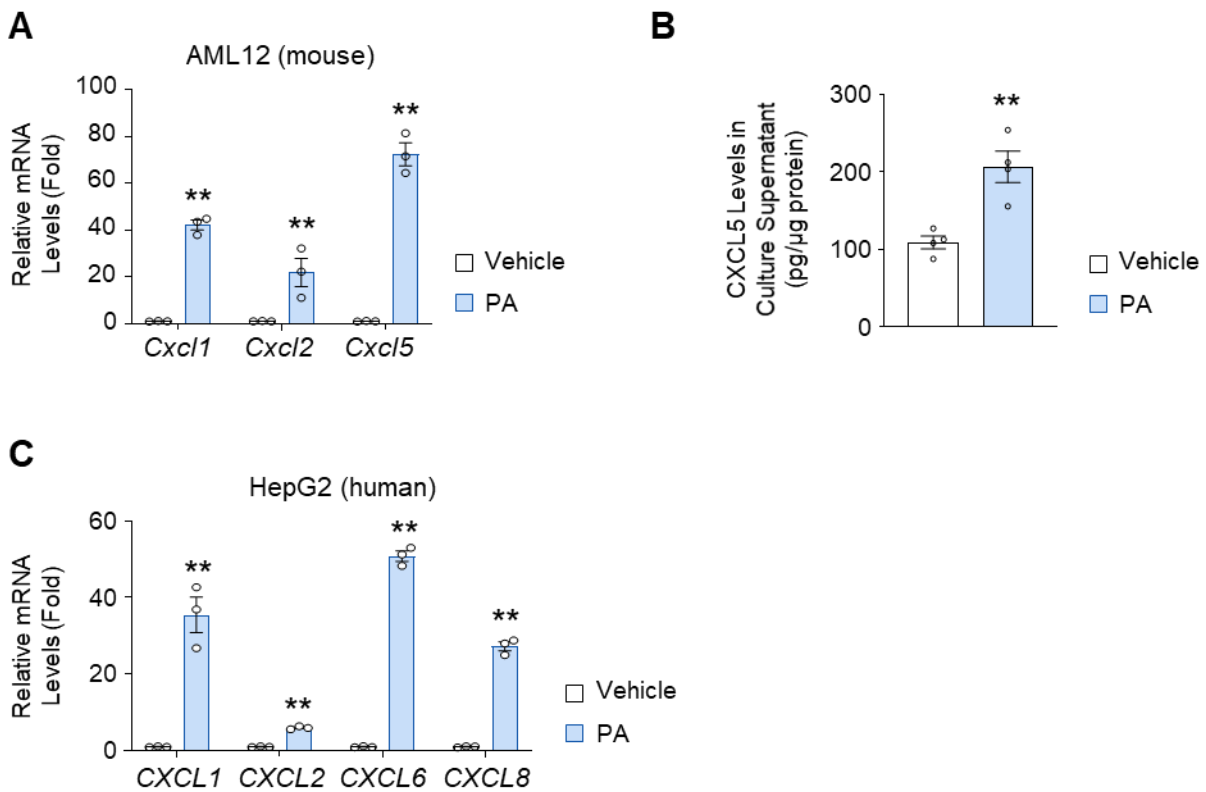 A
AML12 (mouse)
Relative mRNA
Levels (Fold)
100
80
60
40
20
0
**
**
**
Cxcl1
Cxcl2
Cxcl5
Vehicle
PA
B
CXCL5 Levels in
Culture Supernatant
(pg/µg protein)
300
200
100
0
**
Vehicle
PA
C
HepG2 (human)
Relative mRNA
Levels (Fold)
60
40
20
0
**
**
**
**
CXCL1
CXCL2
CXCL6
CXCL8
Vehicle
PA